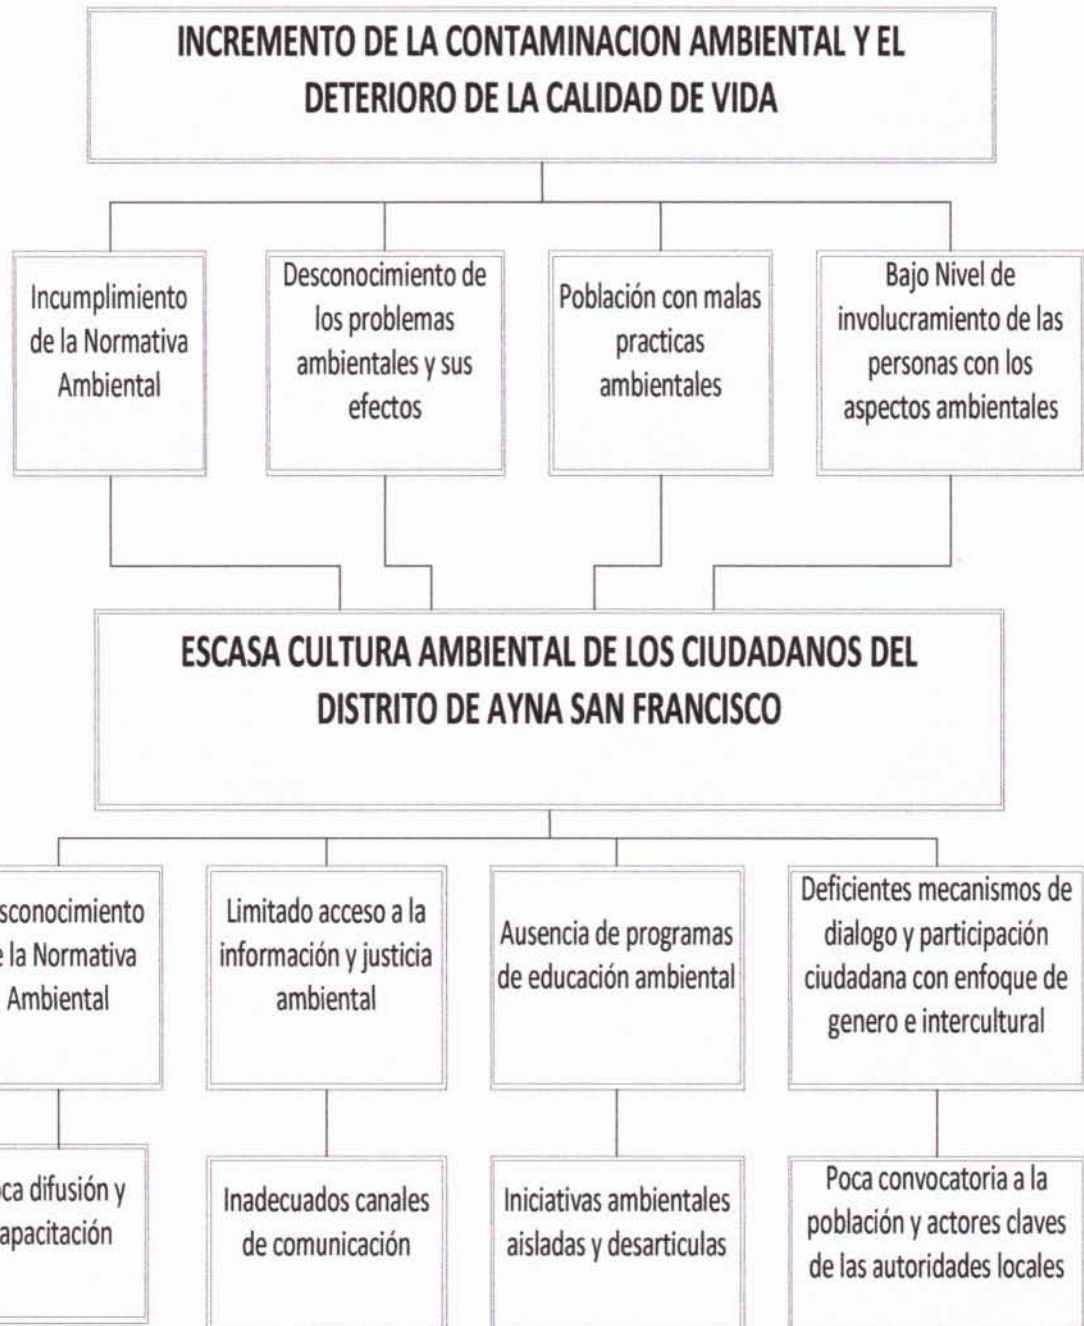 INCREMENTO DE LA CONTAMINACION AMBIENTAL Y EL
DETERIORO DE LA CALIDAD DE VIDA
Incumplimiento
de la Normativa
Ambiental
Desconocimiento de
los problemas
ambientales y sus
efectos
Población con malas
practicas
ambientales
Bajo Nivel de
involucramiento de las
personas con los
aspectos ambientales
ESCASA CULTURA AMBIENTAL DE LOS CIUDADANOS DEL
DISTRITO DE AYNA SAN FRANCISCO
sconocimiento
e la Normativa
Ambiental
Limitado acceso a la
información y justicia
ambiental
Ausencia de programas
de educación ambiental
Deficientes mecanismos de
dialogo y participación
ciudadana con enfoque de
genero e intercultural
ca difusión y
apacitación
Inadecuados canales
de comunicación
Iniciativas ambientales
aisladas y desarticulas
Poca convocatoria a la
población y actores claves
de las autoridades locales